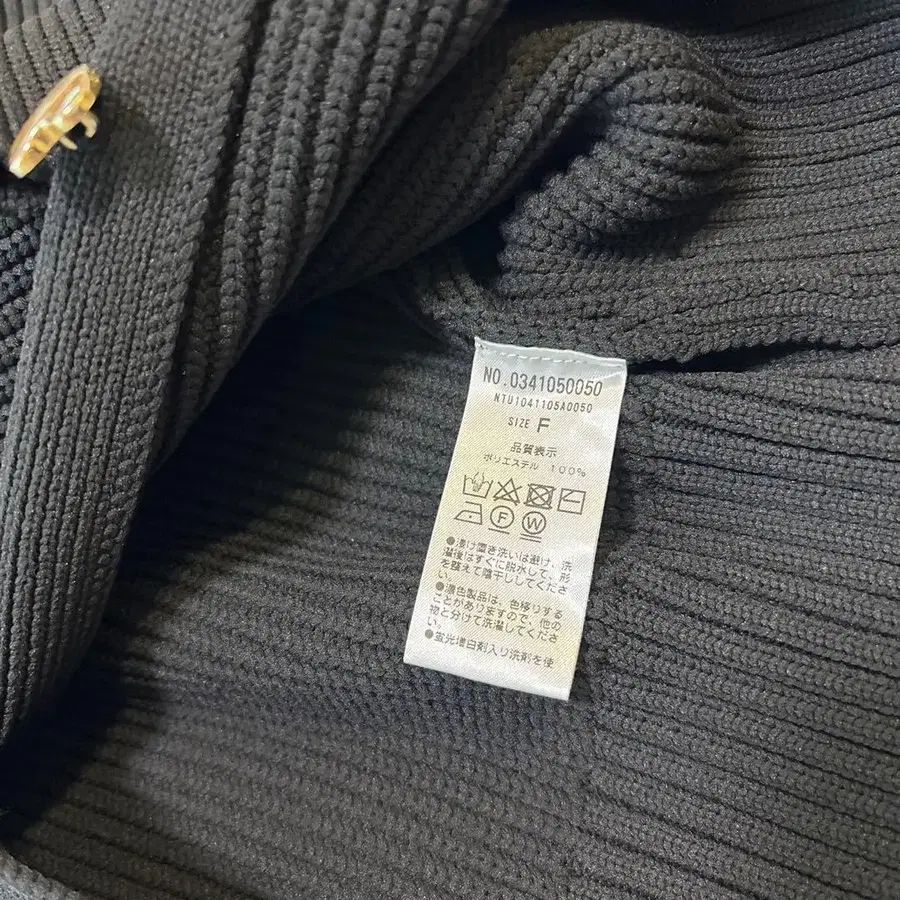 NO.0341050050
NTU1041105A0050
SIZE F
品質表示
ポリエステル 100%
F W
●漬け置き洗いは避け、洗
濯後はすぐに脱水して、形
を整えて陰干ししてくださ
い。
●濃色製品は、色移りする
ことがありますので、他の
物と分けて洗濯してくださ
い。
●蛍光増白剤入り洗剤を使